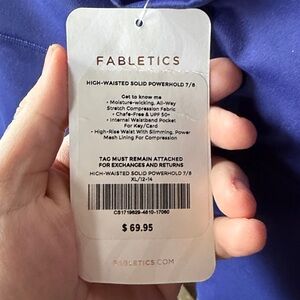 FABLETICS
HIGH-WAISTED SOLID POWERHOLD 7/8
Get to know me
• Moisture-wicking, All-Way
Stretch Compression Fabric
• Chafe-Free & UPF 50+
• Internal Waistband Pocket
For Key/Card
• High-Rise Waist With Slimming, Power
Mesh Lining For Compression
TAG MUST REMAIN ATTACHED
FOR EXCHANGES AND RETURNS
HIGH-WAISTED SOLID POWERHOLD 7/8
XL/12-14
CS1719629-4610-17060
$ 69.95
FABLETICS.COM